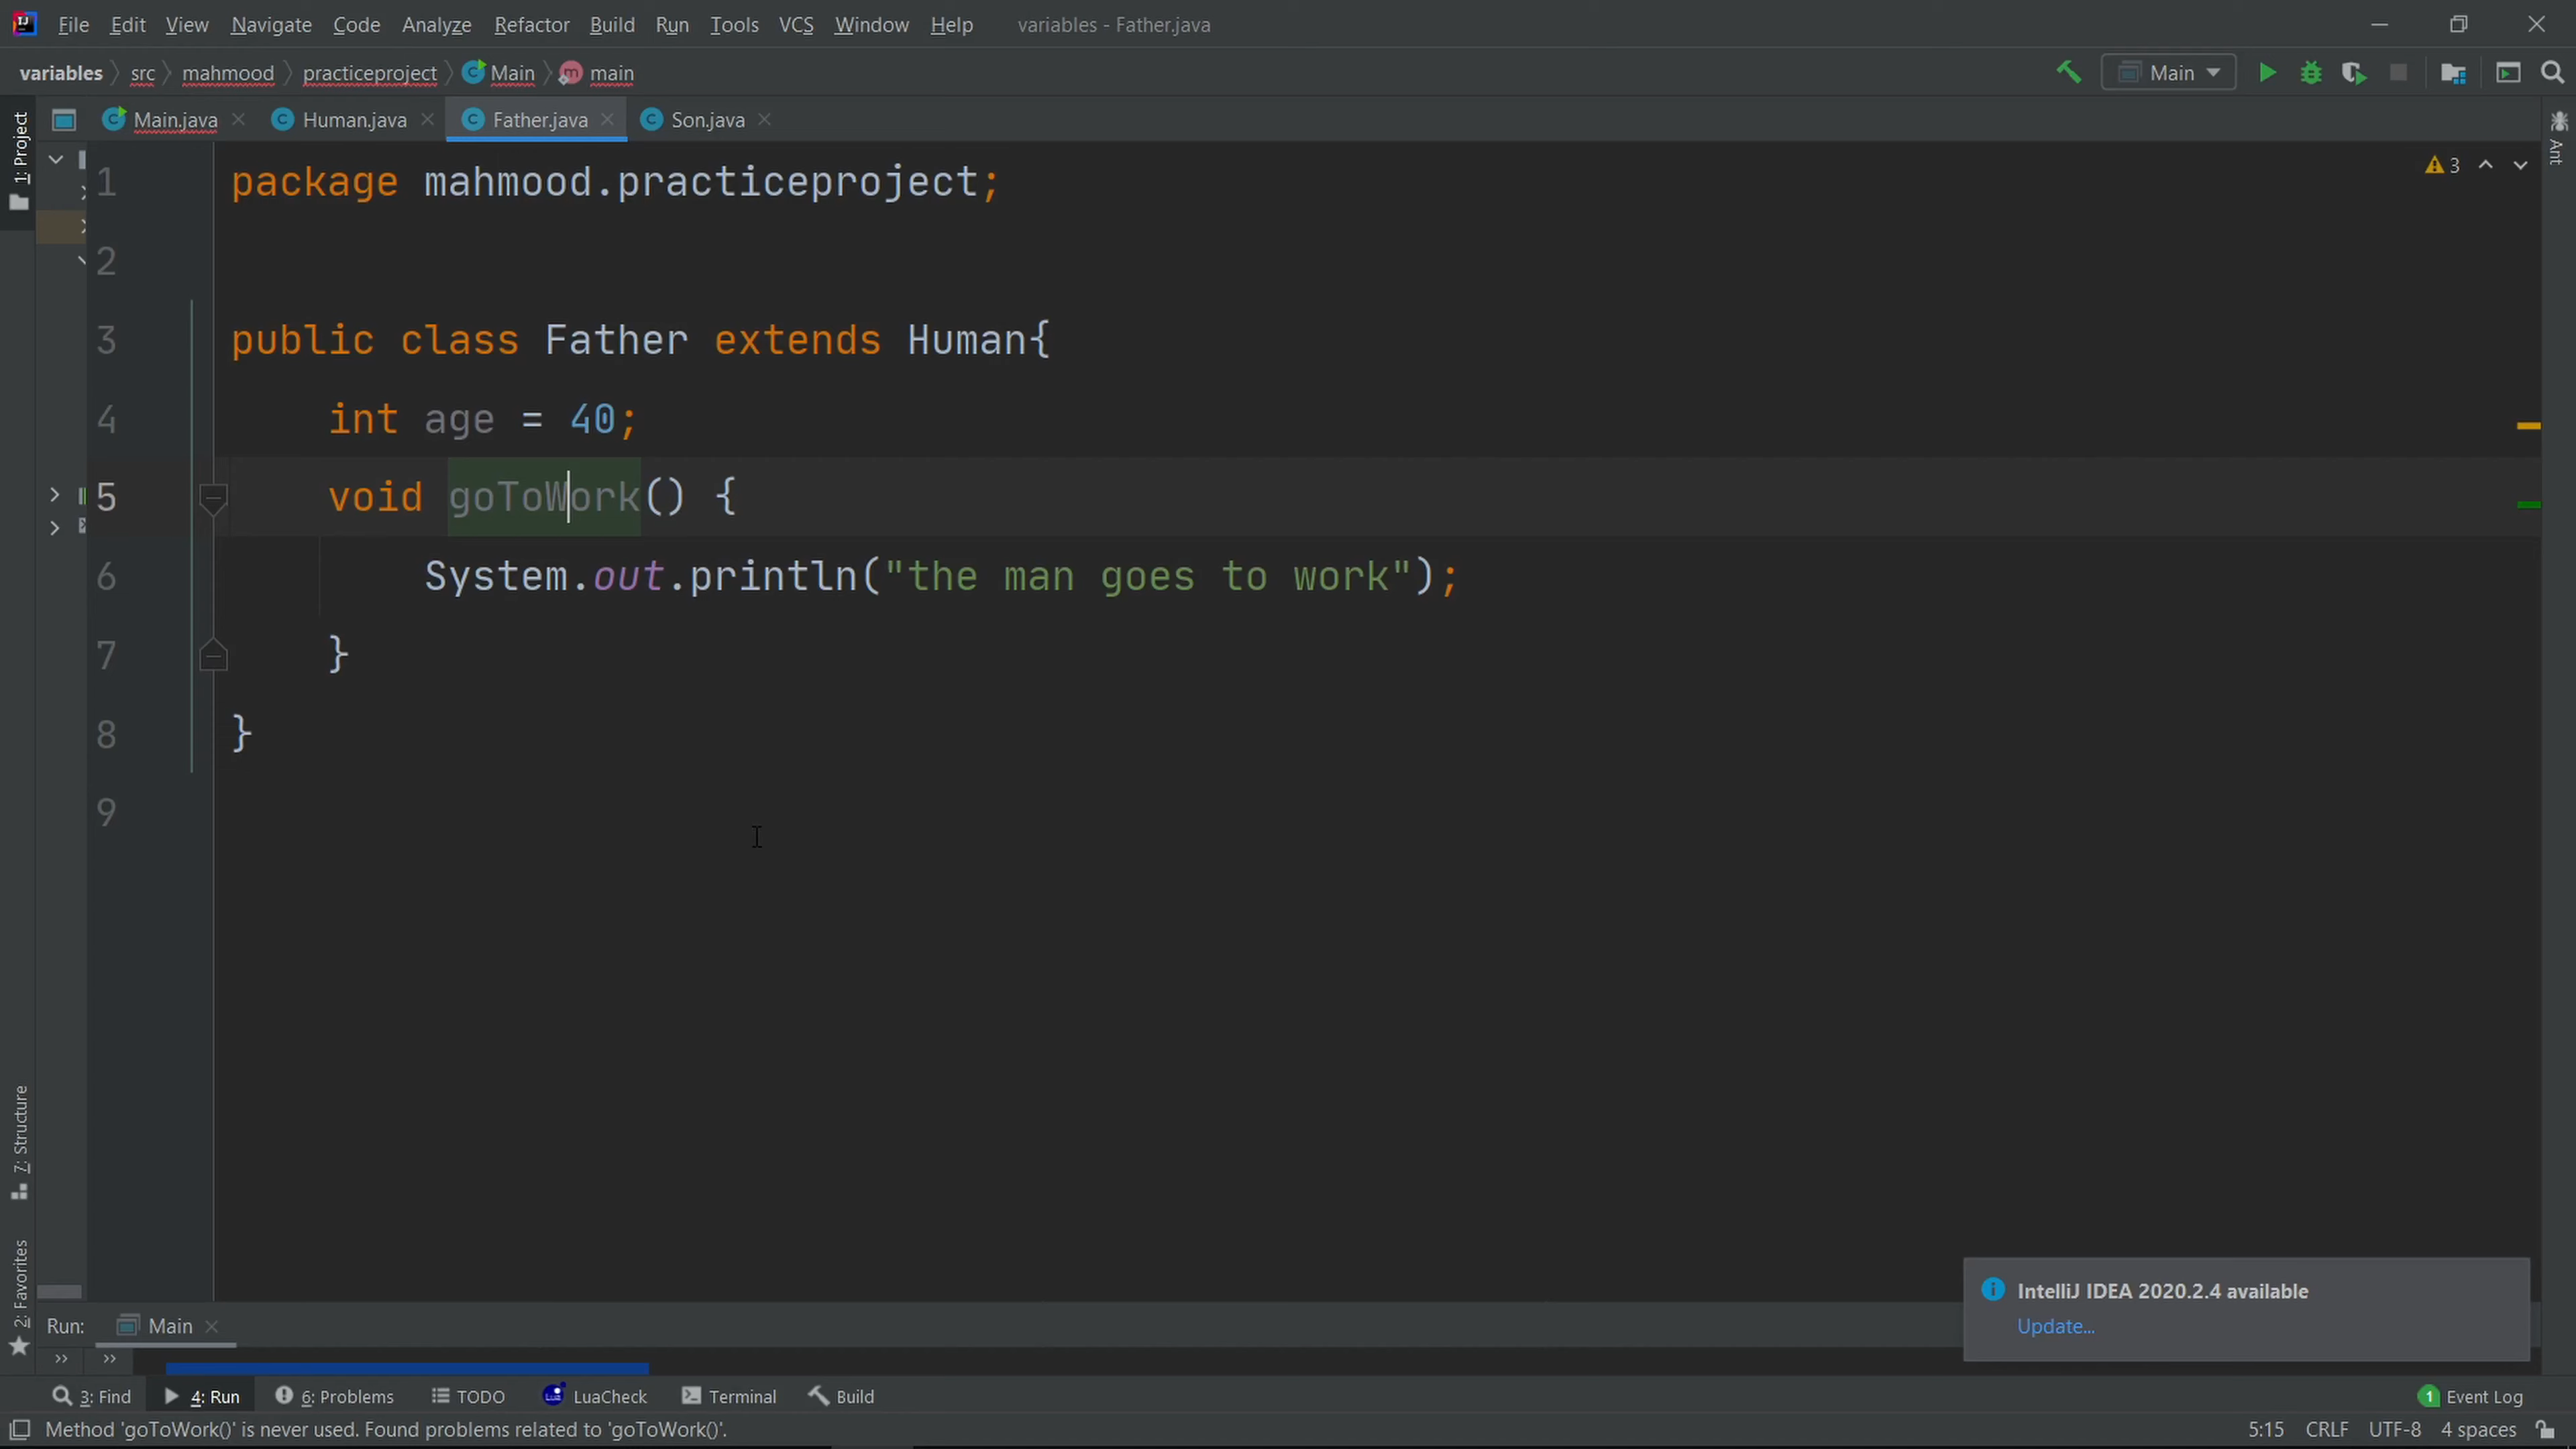 File Edit View Navigate Code Analyze Refactor Build Run Tools VCS Window Help variables - Father.java
variables src mahmood practiceproject Main main
Main
Main.java Human.java Father.java Son.java
1: Project
Ant
3
1 package mahmood.practiceproject;
2
3 public class Father extends Human{
4 int age = 40;
5 void goToWork() {
6 System.out.println("the man goes to work");
7 }
8 }
9
7: Structure
2: Favorites
IntelliJ IDEA 2020.2.4 available
Update...
Run: Main
3: Find 4: Run 6: Problems TODO LuaCheck Terminal Build 1 Event Log
Method 'goToWork()' is never used. Found problems related to 'goToWork()'. 5:15 CRLF UTF-8 4 spaces